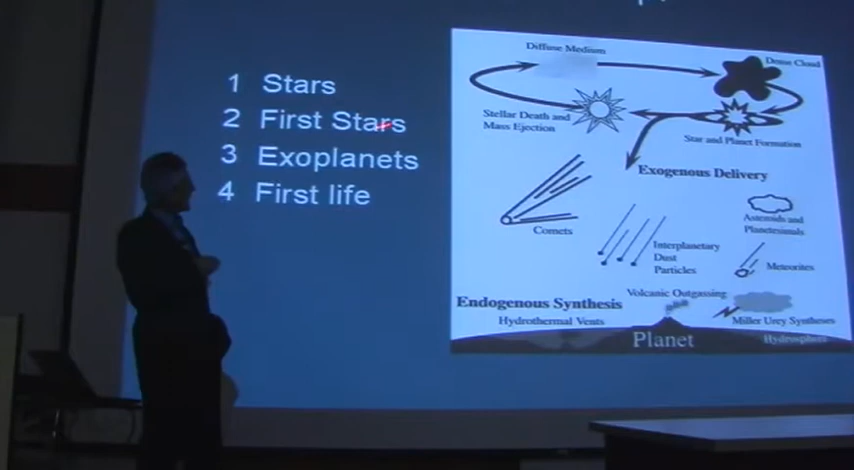 1 Stars
2 First Stars
3 Exoplanets
4 First life
Diffuse Medium
Dense Cloud
Stellar Death and
Mass Ejection
Star and Planet Formation
Exogenous Delivery
Comets
Asteroids and
Planetesimals
Interplanetary
Dust
Particles
Meteorites
Volcanic Outgassing
Endogenous Synthesis
Hydrothermal Vents
Miller Urey Syntheses
Planet
Hydrosphere